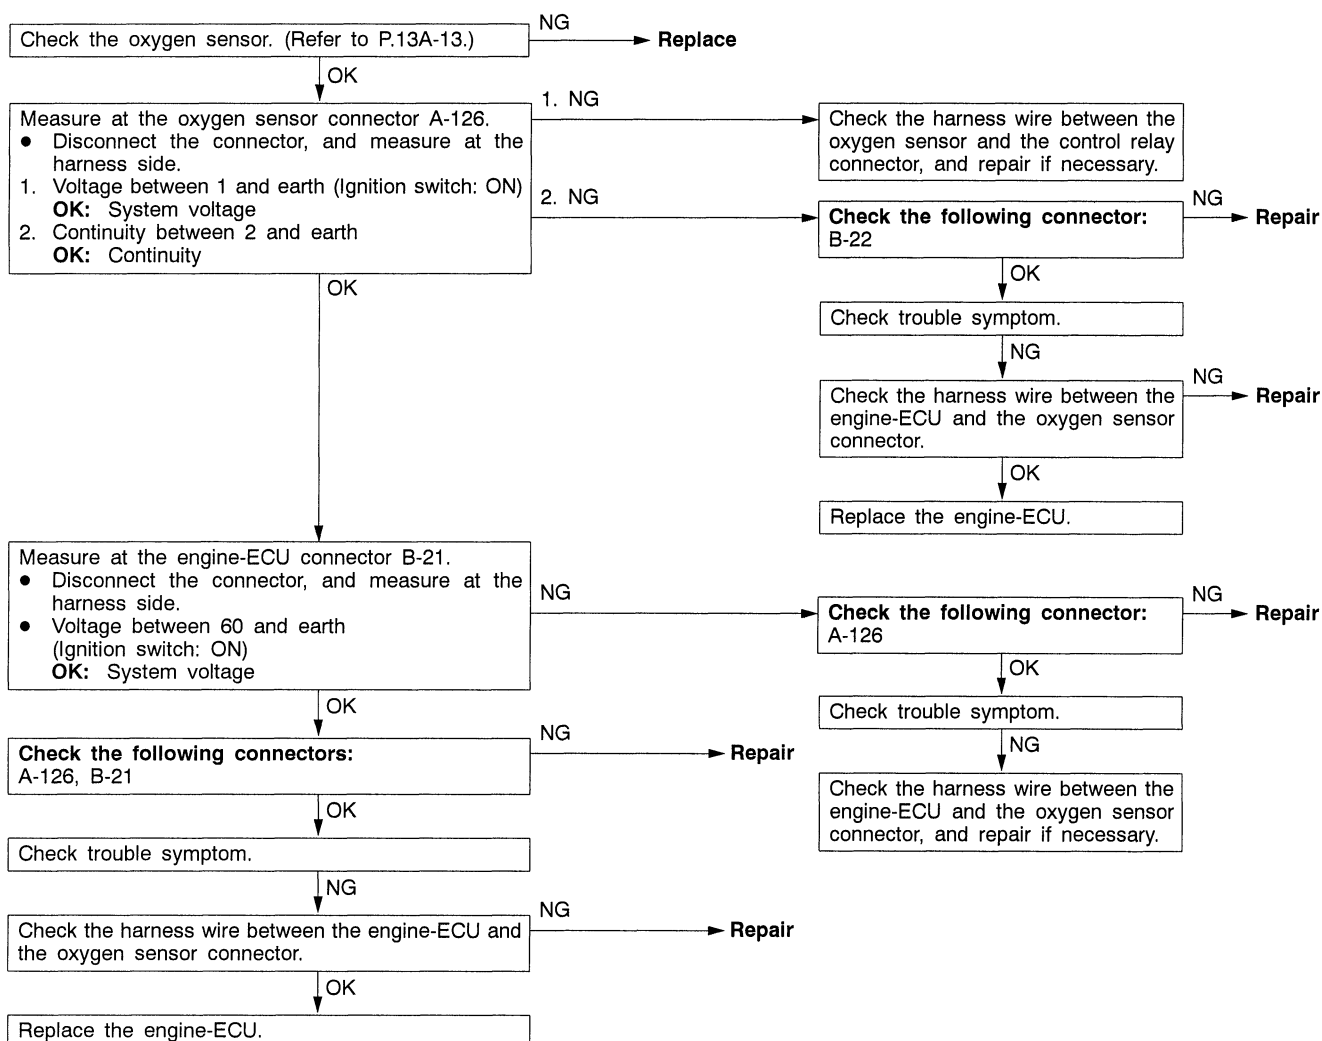 Check the oxygen sensor. (Refer to P.13A-13.)
NG
Replace
OK
Measure at the oxygen sensor connector A-126.
● Disconnect the connector, and measure at the
harness side.
1. Voltage between 1 and earth (Ignition switch: ON)
OK: System voltage
2. Continuity between 2 and earth
OK: Continuity
1. NG
Check the harness wire between the
oxygen sensor and the control relay
connector, and repair if necessary.
2. NG
Check the following connector:
B-22
NG
Repair
OK
Check trouble symptom.
NG
Check the harness wire between the
engine-ECU and the oxygen sensor
connector.
NG
Repair
OK
Replace the engine-ECU.
OK
Measure at the engine-ECU connector B-21.
● Disconnect the connector, and measure at the
harness side.
● Voltage between 60 and earth
(Ignition switch: ON)
OK: System voltage
NG
Check the following connector:
A-126
NG
Repair
OK
Check trouble symptom.
NG
Check the harness wire between the
engine-ECU and the oxygen sensor
connector, and repair if necessary.
OK
Check the following connectors:
A-126, B-21
NG
Repair
OK
Check trouble symptom.
NG
Check the harness wire between the engine-ECU and
the oxygen sensor connector.
NG
Repair
OK
Replace the engine-ECU.